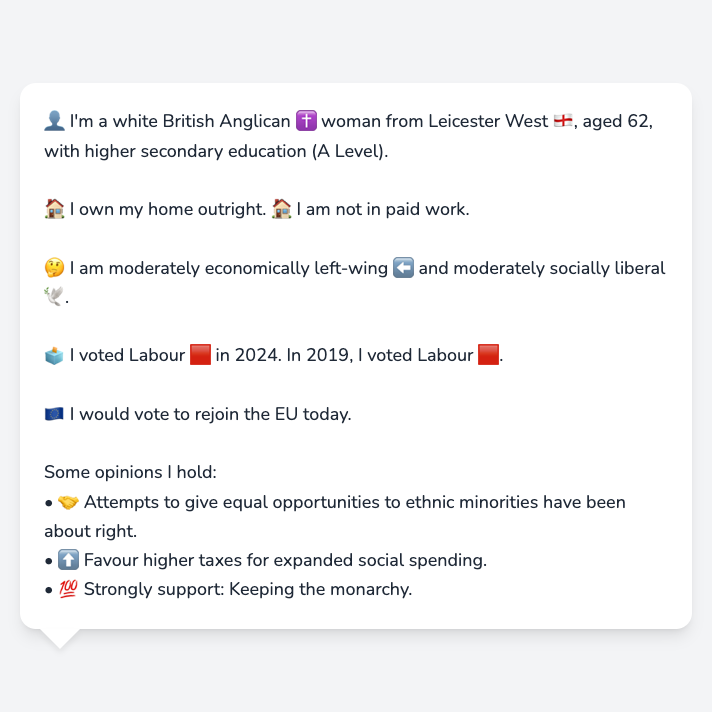 👤 I'm a white British Anglican ✝️ woman from Leicester West 🏴󠁧󠁢󠁥󠁮󠁧󠁿, aged 62,
with higher secondary education (A Level).
🏠 I own my home outright. 🏠 I am not in paid work.
🤔 I am moderately economically left-wing ⬅️ and moderately socially liberal
🕊️.
🗳️ I voted Labour 🟥 in 2024. In 2019, I voted Labour 🟥.
🇪🇺 I would vote to rejoin the EU today.
Some opinions I hold:
• 🤝 Attempts to give equal opportunities to ethnic minorities have been
about right.
• ⬆️ Favour higher taxes for expanded social spending.
• 💯 Strongly support: Keeping the monarchy.